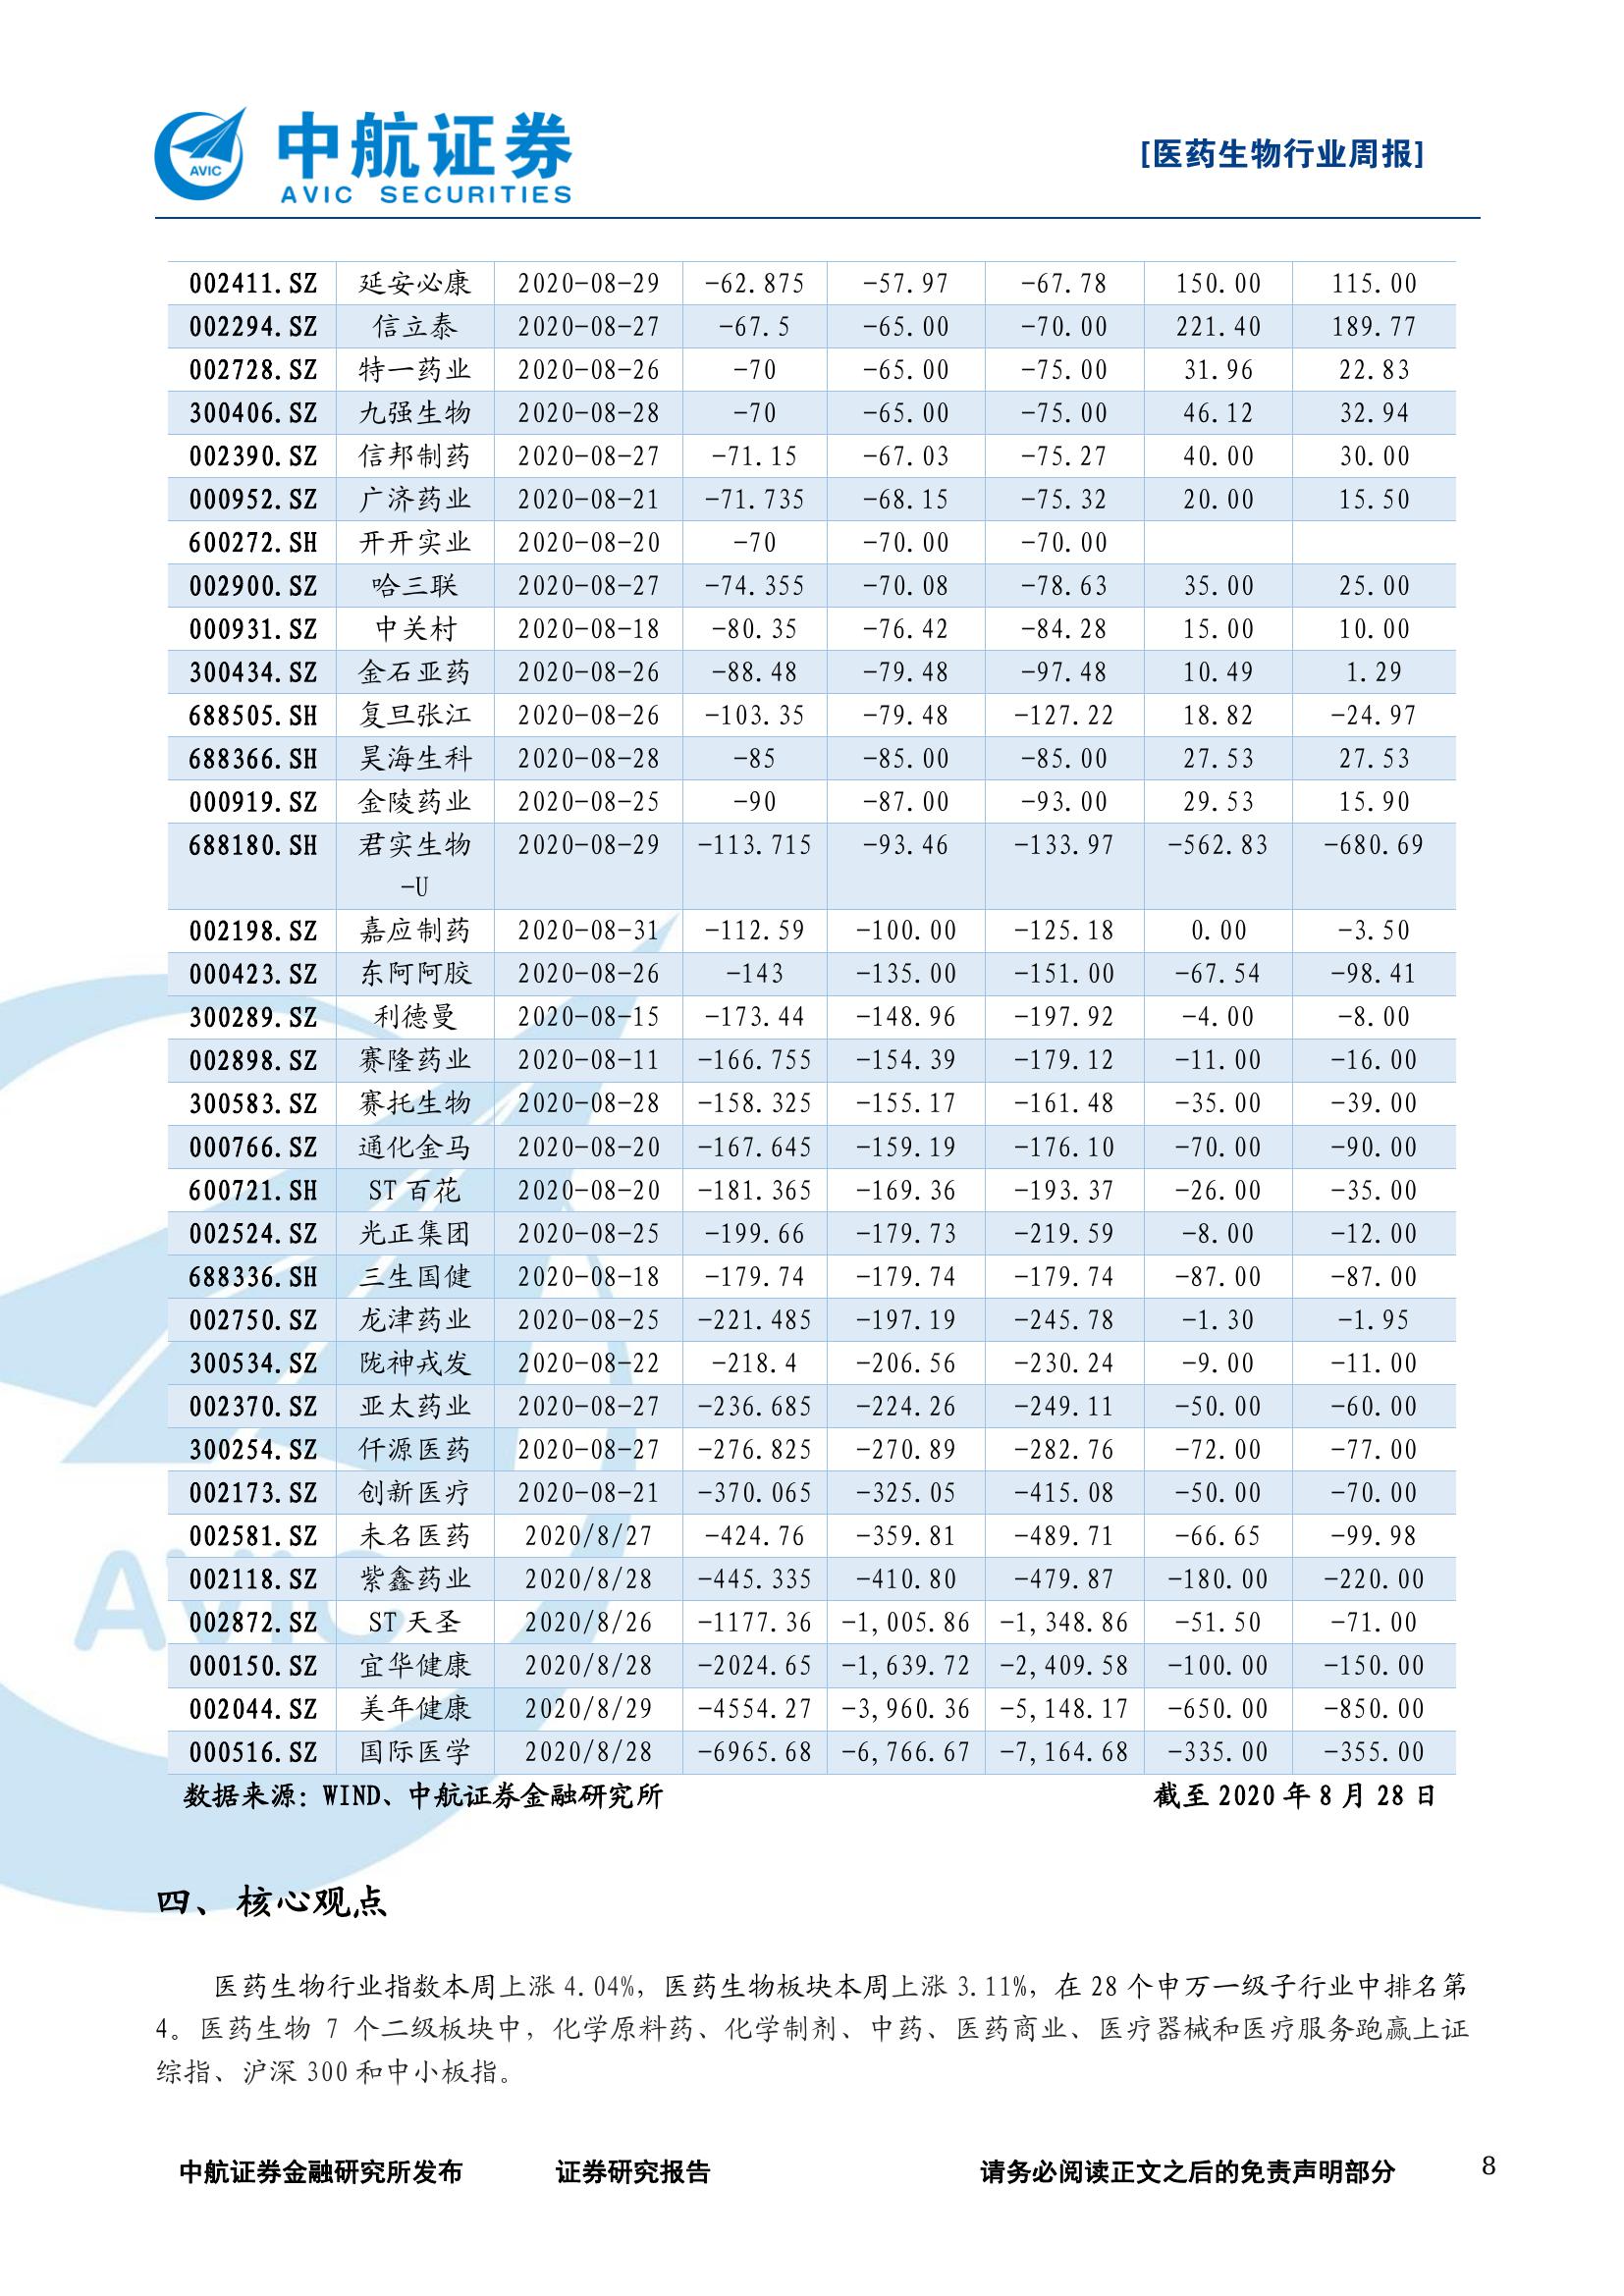 中航证券
AVIC SECURITIES
AVIC
[医药生物行业周报]
002411.SZ 延安必康 2020-08-29 -62.875 -57.97 -67.78 150.00 115.00
002294.SZ 信立泰 2020-08-27 -67.5 -65.00 -70.00 221.40 189.77
002728.SZ 特一药业 2020-08-26 -70 -65.00 -75.00 31.96 22.83
300406.SZ 九强生物 2020-08-28 -70 -65.00 -75.00 46.12 32.94
002390.SZ 信邦制药 2020-08-27 -71.15 -67.03 -75.27 40.00 30.00
000952.SZ 广济药业 2020-08-21 -71.735 -68.15 -75.32 20.00 15.50
600272.SH 开开实业 2020-08-20 -70 -70.00 -70.00
002900.SZ 哈三联 2020-08-27 -74.355 -70.08 -78.63 35.00 25.00
000931.SZ 中关村 2020-08-18 -80.35 -76.42 -84.28 15.00 10.00
300434.SZ 金石亚药 2020-08-26 -88.48 -79.48 -97.48 10.49 1.29
688505.SH 复旦张江 2020-08-26 -103.35 -79.48 -127.22 18.82 -24.97
688366.SH 昊海生科 2020-08-28 -85 -85.00 -85.00 27.53 27.53
000919.SZ 金陵药业 2020-08-25 -90 -87.00 -93.00 29.53 15.90
688180.SH 君实生物 2020-08-29 -113.715 -93.46 -133.97 -562.83 -680.69
-U
002198.SZ 嘉应制药 2020-08-31 -112.59 -100.00 -125.18 0.00 -3.50
000423.SZ 东阿阿胶 2020-08-26 -143 -135.00 -151.00 -67.54 -98.41
300289.SZ 利德曼 2020-08-15 -173.44 -148.96 -197.92 -4.00 -8.00
002898.SZ 赛隆药业 2020-08-11 -166.755 -154.39 -179.12 -11.00 -16.00
300583.SZ 赛托生物 2020-08-28 -158.325 -155.17 -161.48 -35.00 -39.00
000766.SZ 通化金马 2020-08-20 -167.645 -159.19 -176.10 -70.00 -90.00
600721.SH ST百花 2020-08-20 -181.365 -169.36 -193.37 -26.00 -35.00
002524.SZ 光正集团 2020-08-25 -199.66 -179.73 -219.59 -8.00 -12.00
688336.SH 三生国健 2020-08-18 -179.74 -179.74 -179.74 -87.00 -87.00
002750.SZ 龙津药业 2020-08-25 -221.485 -197.19 -245.78 -1.30 -1.95
300534.SZ 陇神戎发 2020-08-22 -218.4 -206.56 -230.24 -9.00 -11.00
002370.SZ 亚太药业 2020-08-27 -236.685 -224.26 -249.11 -50.00 -60.00
300254.SZ 仟源医药 2020-08-27 -276.825 -270.89 -282.76 -72.00 -77.00
002173.SZ 创新医疗 2020-08-21 -370.065 -325.05 -415.08 -50.00 -70.00
002581.SZ 未名医药 2020/8/27 -424.76 -359.81 -489.71 -66.65 -99.98
002118.SZ 紫鑫药业 2020/8/28 -445.335 -410.80 -479.87 -180.00 -220.00
002872.SZ ST天圣 2020/8/26 -1177.36 -1,005.86 -1,348.86 -51.50 -71.00
000150.SZ 宜华健康 2020/8/28 -2024.65 -1,639.72 -2,409.58 -100.00 -150.00
002044.SZ 美年健康 2020/8/29 -4554.27 -3,960.36 -5,148.17 -650.00 -850.00
000516.SZ 国际医学 2020/8/28 -6965.68 -6,766.67 -7,164.68 -335.00 -355.00
数据来源：WIND、中航证券金融研究所 截至2020年8月28日
AVIC
四、核心观点
医药生物行业指数本周上涨4.04%，医药生物板块本周上涨3.11%，在28个申万一级子行业中排名第
4。医药生物 7 个二级板块中，化学原料药、化学制剂、中药、医药商业、医疗器械和医疗服务跑赢上证
综指、沪深300和中小板指。
中航证券金融研究所发布 证券研究报告 请务必阅读正文之后的免责声明部分 8